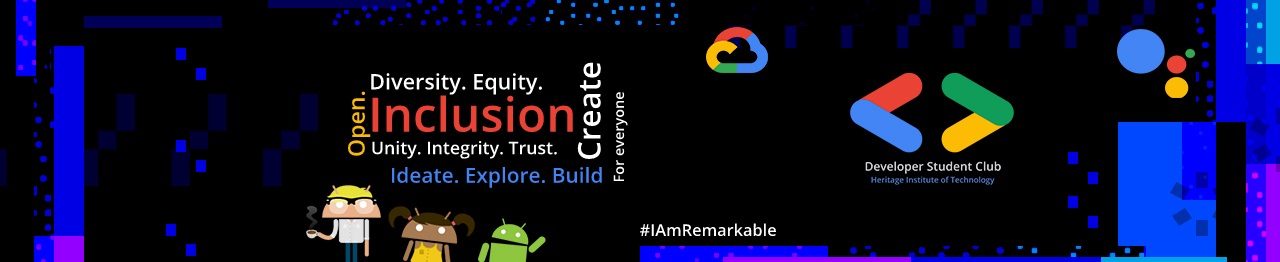 Diversity. Equity.
Open.
Inclusion
Unity. Integrity. Trust.
Create
For everyone
Ideate. Explore. Build
Developer Student Club
Heritage Institute of Technology
#IAmRemarkable